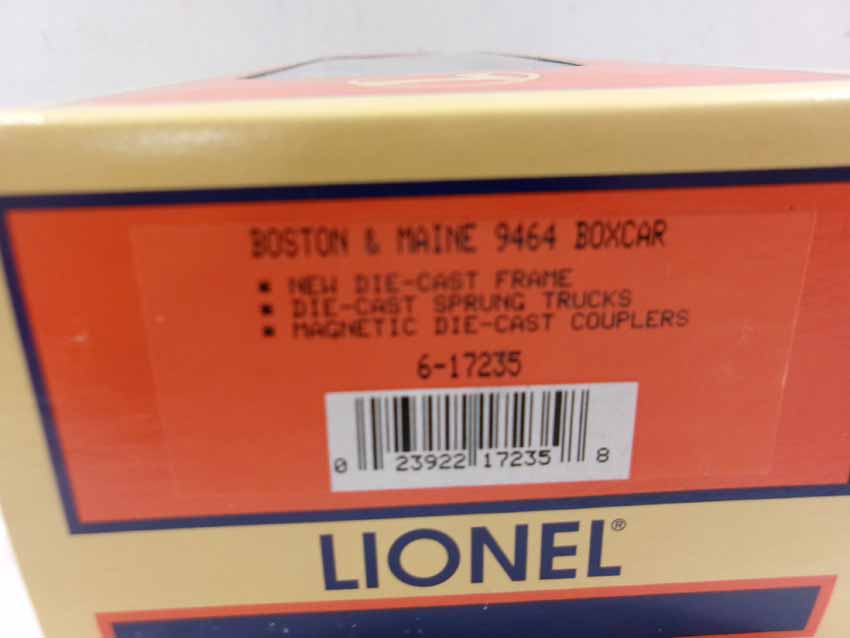 BOSTON & MAINE 9464 BOXCAR
▪ NEW DIE-CAST FRAME
▪ DIE-CAST SPRUNG TRUCKS
▪ MAGNETIC DIE-CAST COUPLERS
6-17235
0 23922 17235 8
LIONEL®